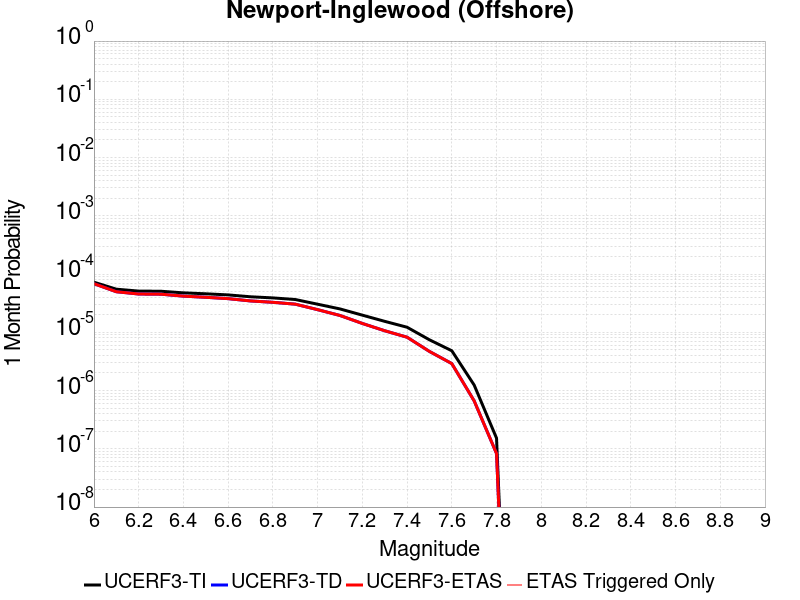 Newport-Inglewood (Offshore)
10^0
10^-1
10^-2
10^-3
10^-4
10^-5
10^-6
10^-7
10^-8
1 Month Probability
6 6.2 6.4 6.6 6.8 7 7.2 7.4 7.6 7.8 8 8.2 8.4 8.6 8.8 9
Magnitude
UCERF3-TI UCERF3-TD UCERF3-ETAS ETAS Triggered Only